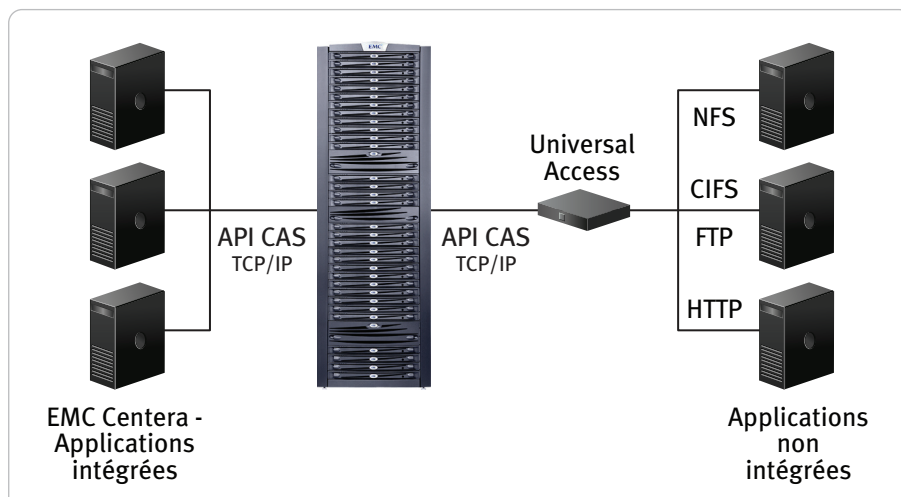 EMC
NFS
Universal
Access
CIFS
API CAS
TCP/IP
API CAS
TCP/IP
FTP
HTTP
EMC Centera -
Applications
intégrées
Applications
non
intégrées